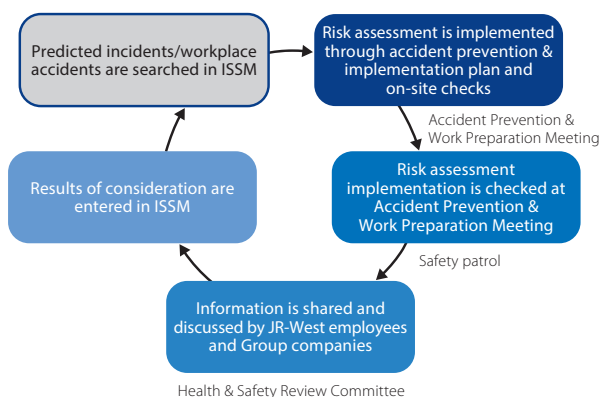 Predicted incidents/workplace
accidents are searched in ISSM
Risk assessment is implemented
through accident prevention &
implementation plan and
on-site checks
Accident Prevention &
Work Preparation Meeting
Risk assessment
implementation is checked at
Accident Prevention &
Work Preparation Meeting
Safety patrol
Information is shared and
discussed by JR-West employees
and Group companies
Health & Safety Review Committee
Results of consideration are
entered in ISSM